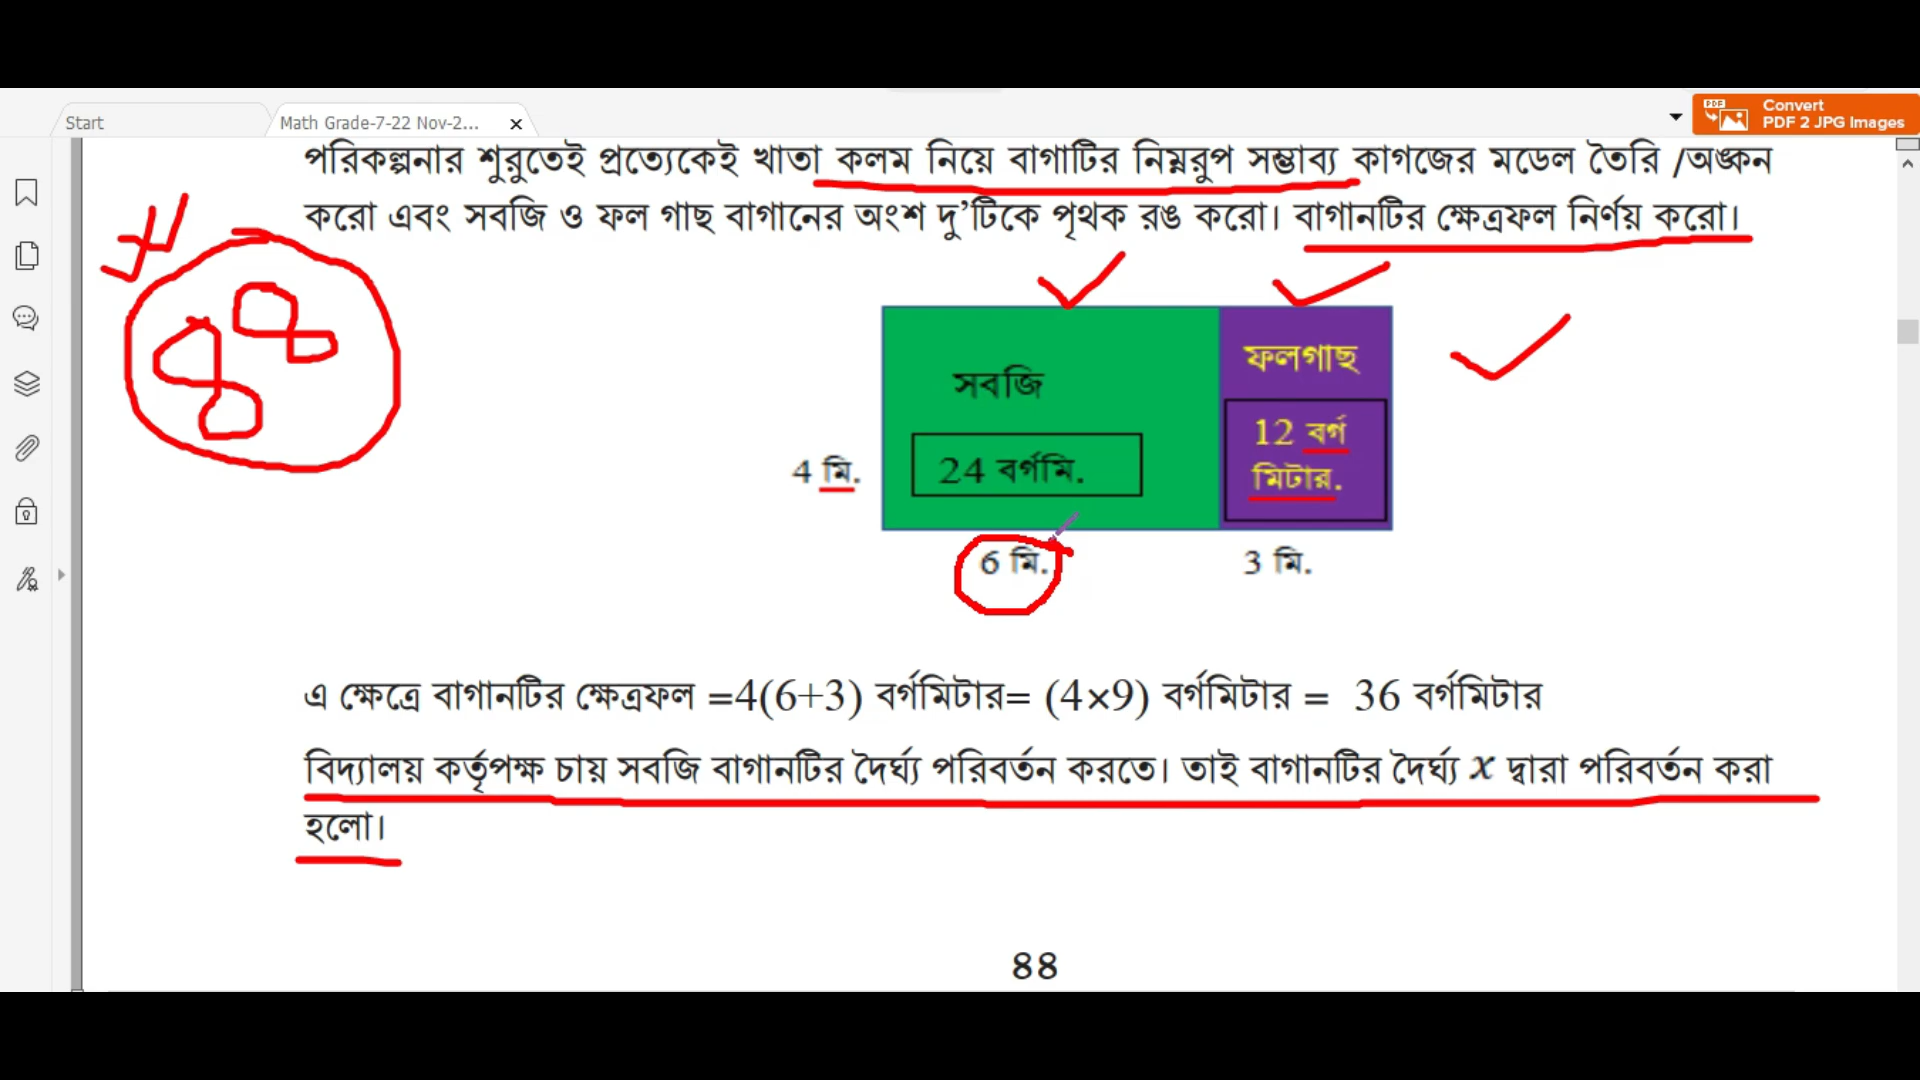 Start
Math Grade-7-22 Nov-2...
Convert
PDF 2 JPG Images
PDF
পরিকল্পনার শুরুতেই প্রত্যেকেই খাতা কলম নিয়ে বাগাটির নিম্নরুপ সম্ভাব্য কাগজের মডেল তৈরি /অঙ্কন
করো এবং সবজি ও ফল গাছ বাগানের অংশ দু’টিকে পৃথক রঙ করো। বাগানটির ক্ষেত্রফল নির্ণয় করো।
পৃ
৪৪
সবজি
ফলগাছ
24 বর্গমি.
12 বর্গ
মিটার.
4 মি.
6 মি.
3 মি.
এ ক্ষেত্রে বাগানটির ক্ষেত্রফল =4(6+3) বর্গমিটার= (4×9) বর্গমিটার = 36 বর্গমিটার
বিদ্যালয় কর্তৃপক্ষ চায় সবজি বাগানটির দৈর্ঘ্য পরিবর্তন করতে। তাই বাগানটির দৈর্ঘ্য x দ্বারা পরিবর্তন করা
হলো।
৪৪